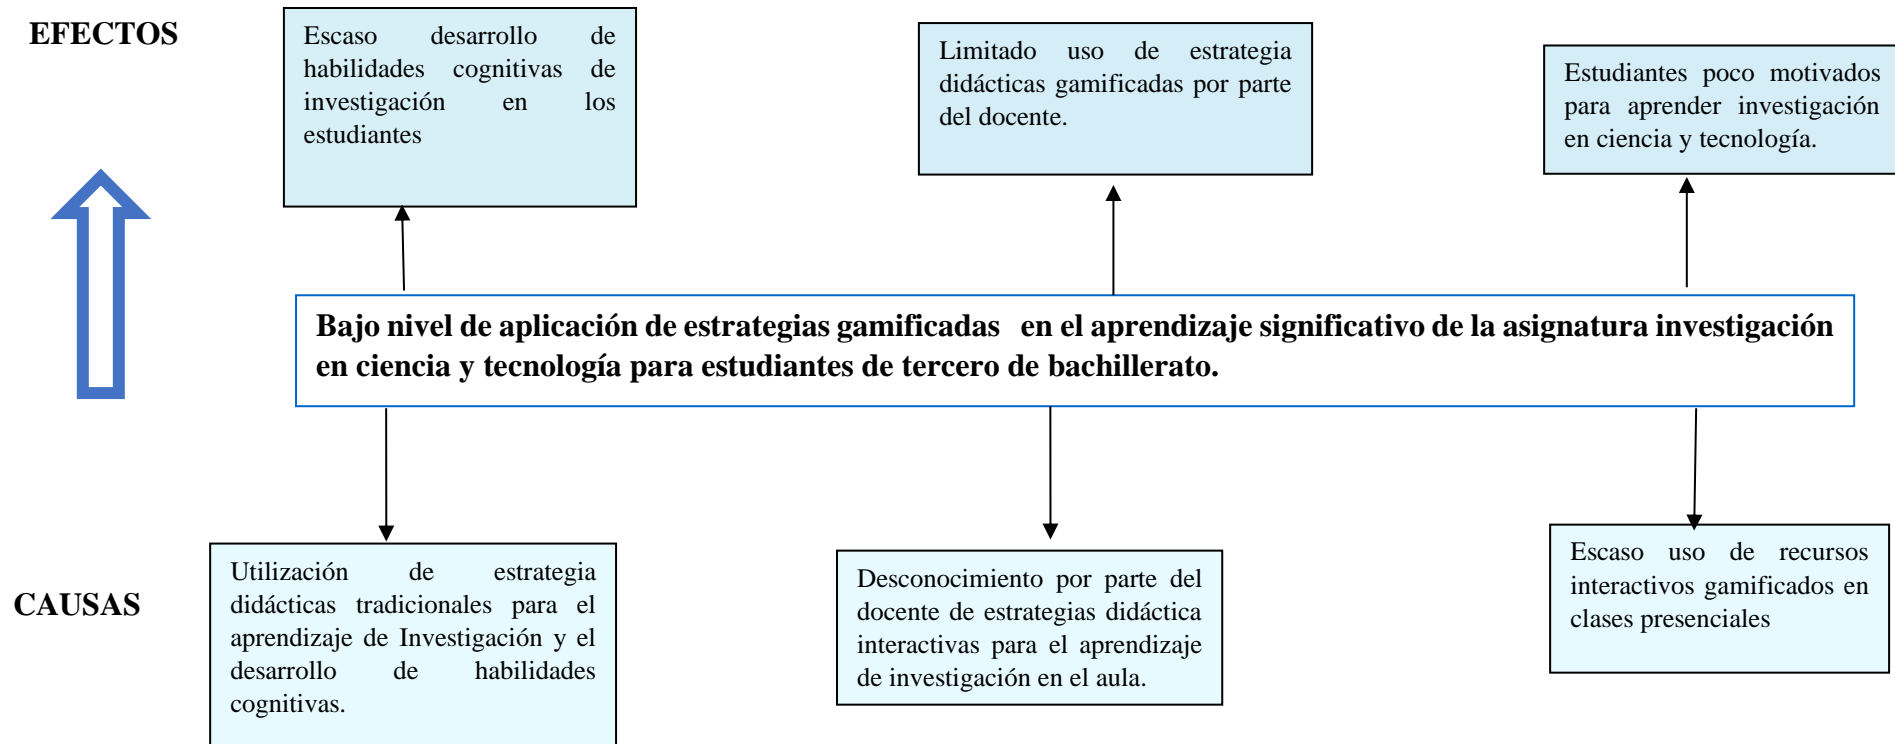 EFECTOS
Escaso desarrollo de
habilidades cognitivas de
investigación en los
estudiantes
Limitado uso de estrategia
didácticas gamificadas por parte
del docente.
Estudiantes poco motivados
para aprender investigación
en ciencia y tecnología.
Bajo nivel de aplicación de estrategias gamificadas en el aprendizaje significativo de la asignatura investigación
en ciencia y tecnología para estudiantes de tercero de bachillerato.
CAUSAS
Utilización de estrategia
didácticas tradicionales para el
aprendizaje de Investigación y el
desarrollo de habilidades
cognitivas.
Desconocimiento por parte del
docente de estrategias didáctica
interactivas para el aprendizaje
de investigación en el aula.
Escaso uso de recursos
interactivos gamificados en
clases presenciales